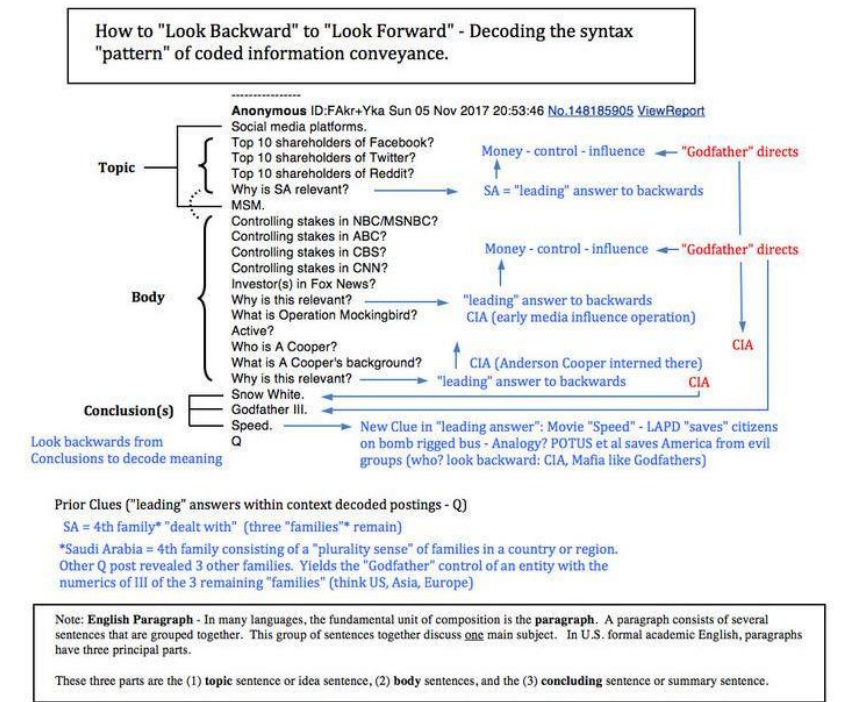 How to "Look Backward" to "Look Forward" - Decoding the syntax
"pattern" of coded information conveyance.
----------------
Anonymous ID:FAkr+Yka Sun 05 Nov 2017 20:53:46 No.148185905 ViewReport
Social media platforms.
Top 10 shareholders of Facebook?
Top 10 shareholders of Twitter?
Top 10 shareholders of Reddit?
Why is SA relevant?
MSM.
Topic
Money - control - influence
"Godfather" directs
SA = "leading" answer to backwards
Controlling stakes in NBC/MSNBC?
Controlling stakes in ABC?
Controlling stakes in CBS?
Controlling stakes in CNN?
Investor(s) in Fox News?
Why is this relevant?
What is Operation Mockingbird?
Active?
Who is A Cooper?
What is A Cooper's background?
Why is this relevant?
Body
Money - control - influence
"Godfather" directs
"leading" answer to backwards
CIA (early media influence operation)
CIA
CIA (Anderson Cooper interned there)
"leading" answer to backwards
CIA
Snow White.
Godfather III.
Speed.
Q
Conclusion(s)
Look backwards from
Conclusions to decode meaning
New Clue in "leading answer": Movie "Speed" - LAPD "saves" citizens
on bomb rigged bus - Analogy? POTUS et al saves America from evil
groups (who? look backward: CIA, Mafia like Godfathers)
Prior Clues ("leading" answers within context decoded postings - Q)
SA = 4th family* "dealt with" (three "families"* remain)
*Saudi Arabia = 4th family consisting of a "plurality sense" of families in a country or region.
Other Q post revealed 3 other families. Yields the "Godfather" control of an entity with the
numerics of III of the 3 remaining "families" (think US, Asia, Europe)
Note: English Paragraph - In many languages, the fundamental unit of composition is the paragraph. A paragraph consists of several
sentences that are grouped together. This group of sentences together discuss one main subject. In U.S. formal academic English, paragraphs
have three principal parts.
These three parts are the (1) topic sentence or idea sentence, (2) body sentences, and the (3) concluding sentence or summary sentence.